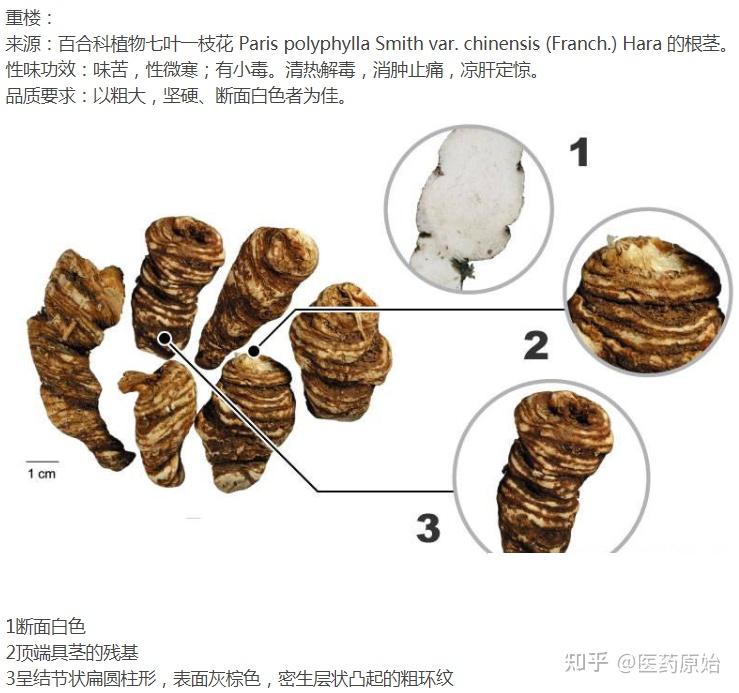 重楼：
来源：百合科植物七叶一枝花 Paris polyphylla Smith var. chinensis (Franch.) Hara 的根茎。
性味功效：味苦，性微寒；有小毒。清热解毒，消肿止痛，凉肝定惊。
品质要求：以粗大，坚硬、断面白色者为佳。
1
2
1 cm
3
1断面白色
2顶端具茎的残基
3呈结节状扁圆柱形，表面灰棕色，密生层状凸起的粗环纹
知乎 @医药原始